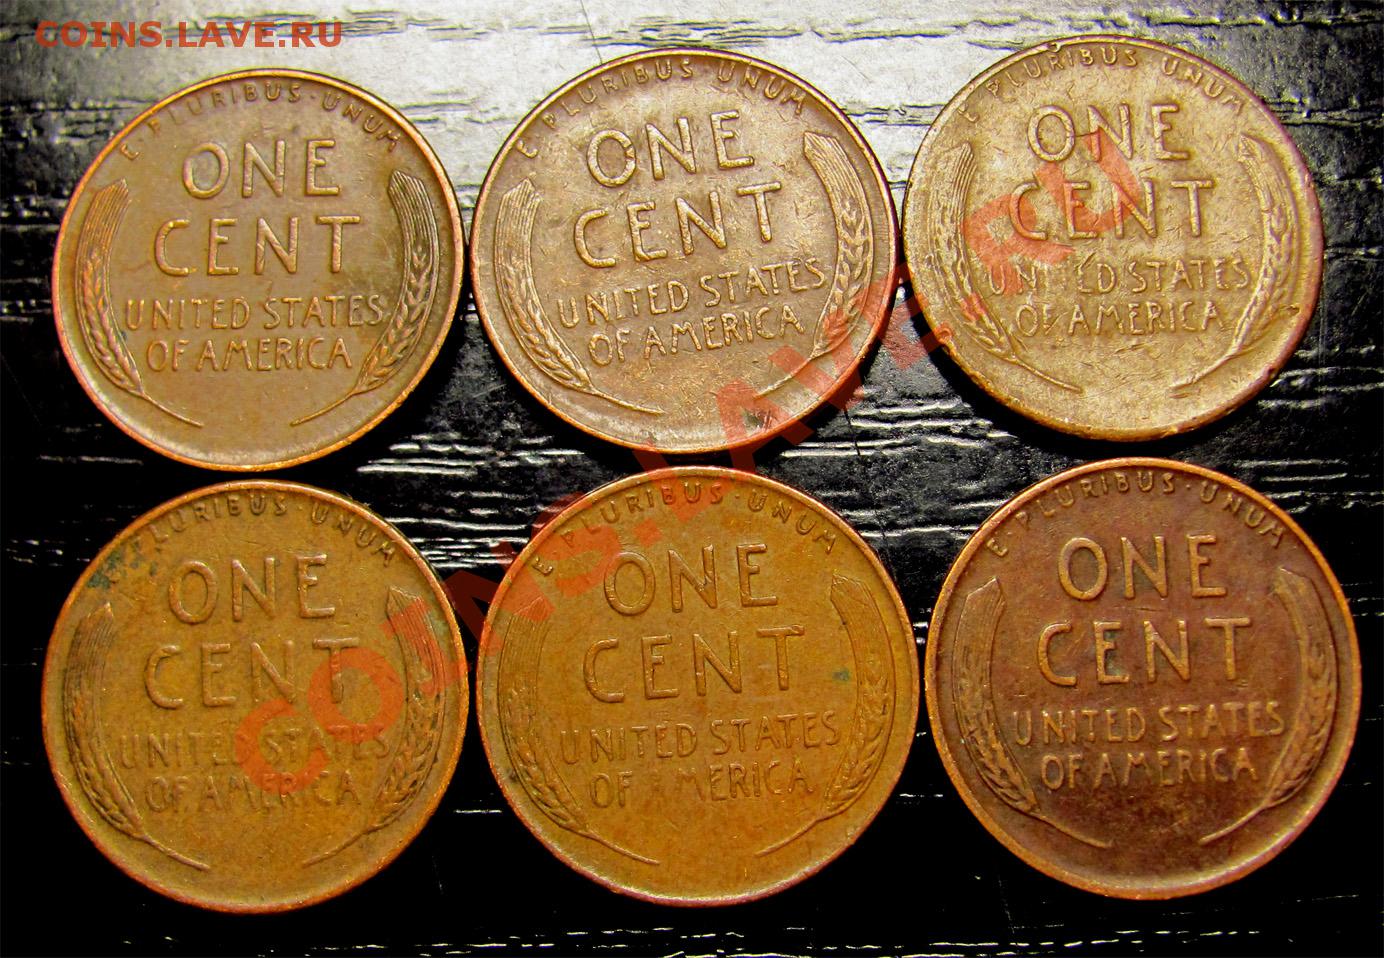 COINS.LAVE.RU
E·PLURIBUS·UNUM
ONE
CENT
UNITED STATES
OF AMERICA
E·PLURIBUS·UNUM
ONE
CENT
UNITED STATES
OF AMERICA
E·PLURIBUS·UNUM
ONE
CENT
UNITED STATES
OF AMERICA
E·PLURIBUS·UNUM
ONE
CENT
UNITED STATES
OF AMERICA
E·PLURIBUS·UNUM
ONE
CENT
UNITED STATES
OF AMERICA
E·PLURIBUS·UNUM
ONE
CENT
UNITED STATES
OF AMERICA
COINS.LAVE.RU